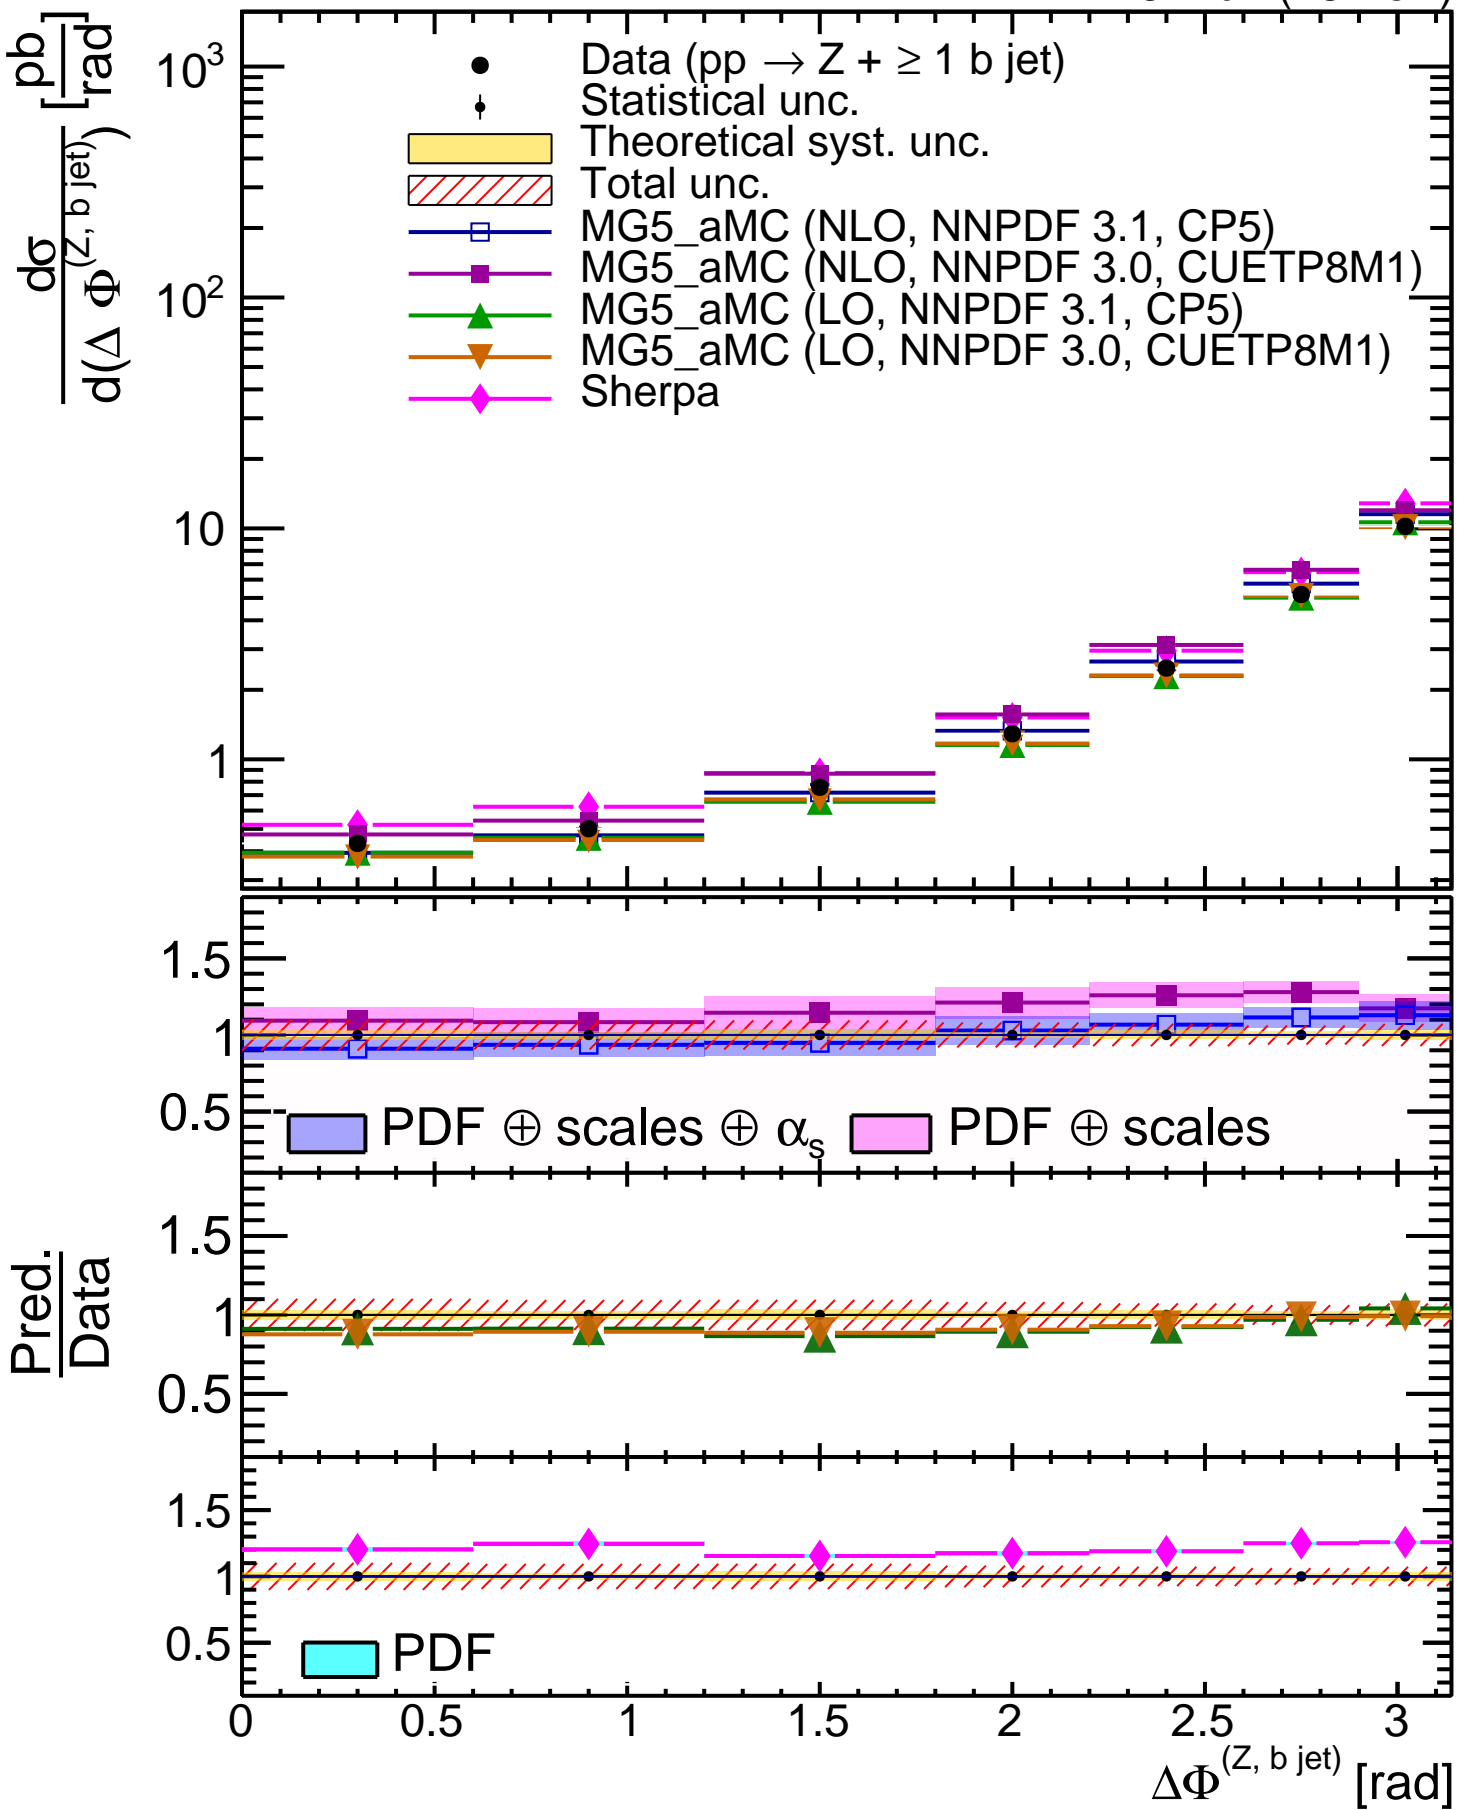 dσ
d(Δ Φ(Z, b jet))
[pb
rad]
10³
10²
10
1
Data (pp → Z + ≥ 1 b jet)
Statistical unc.
Theoretical syst. unc.
Total unc.
MG5_aMC (NLO, NNPDF 3.1, CP5)
MG5_aMC (NLO, NNPDF 3.0, CUETP8M1)
MG5_aMC (LO, NNPDF 3.1, CP5)
MG5_aMC (LO, NNPDF 3.0, CUETP8M1)
Sherpa
1.5
1
0.5
PDF ⊕ scales ⊕ αs
PDF ⊕ scales
Pred.
Data
1.5
1
0.5
1.5
1
0.5
PDF
0 0.5 1 1.5 2 2.5 3
ΔΦ(Z, b jet) [rad]